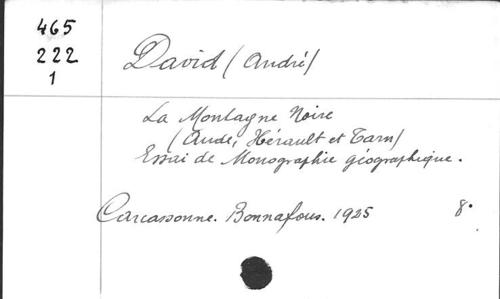 465
222
1
David (André)
La Montagne Noire
(Aude, Hérault et Tarn)
Essai de Monographie géographique.
Carcassonne. Bonnafous. 1925 8°